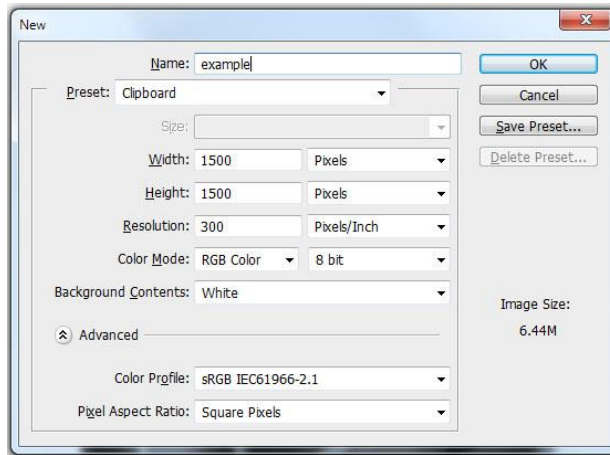 New
Name: example
OK
Preset: Clipboard
Cancel
Size:
Save Preset...
Width: 1500 Pixels
Delete Preset...
Height: 1500 Pixels
Resolution: 300 Pixels/Inch
Color Mode: RGB Color 8 bit
Background Contents: White
Image Size:
6.44M
Advanced
Color Profile: sRGB IEC61966-2.1
Pixel Aspect Ratio: Square Pixels